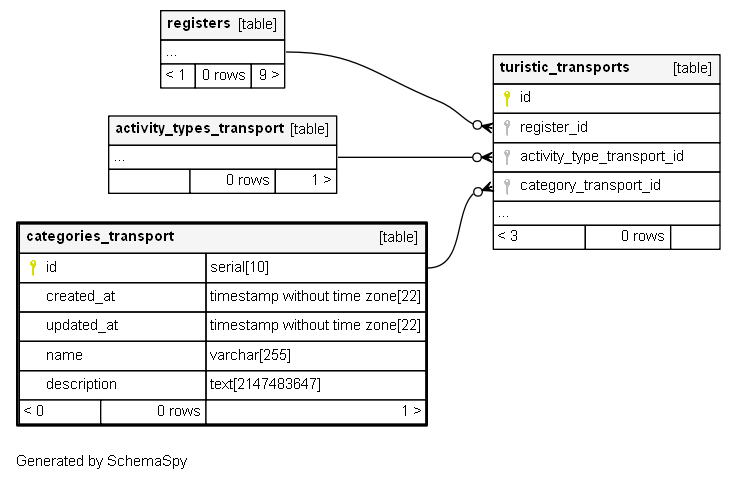 registers [table]
...
< 1 0 rows 9 >
turistic_transports [table]
id
register_id
activity_type_transport_id
category_transport_id
...
< 3 0 rows
activity_types_transport [table]
...
0 rows 1 >
categories_transport [table]
id serial[10]
created_at timestamp without time zone[22]
updated_at timestamp without time zone[22]
name varchar[255]
description text[2147483647]
< 0 0 rows 1 >
Generated by SchemaSpy